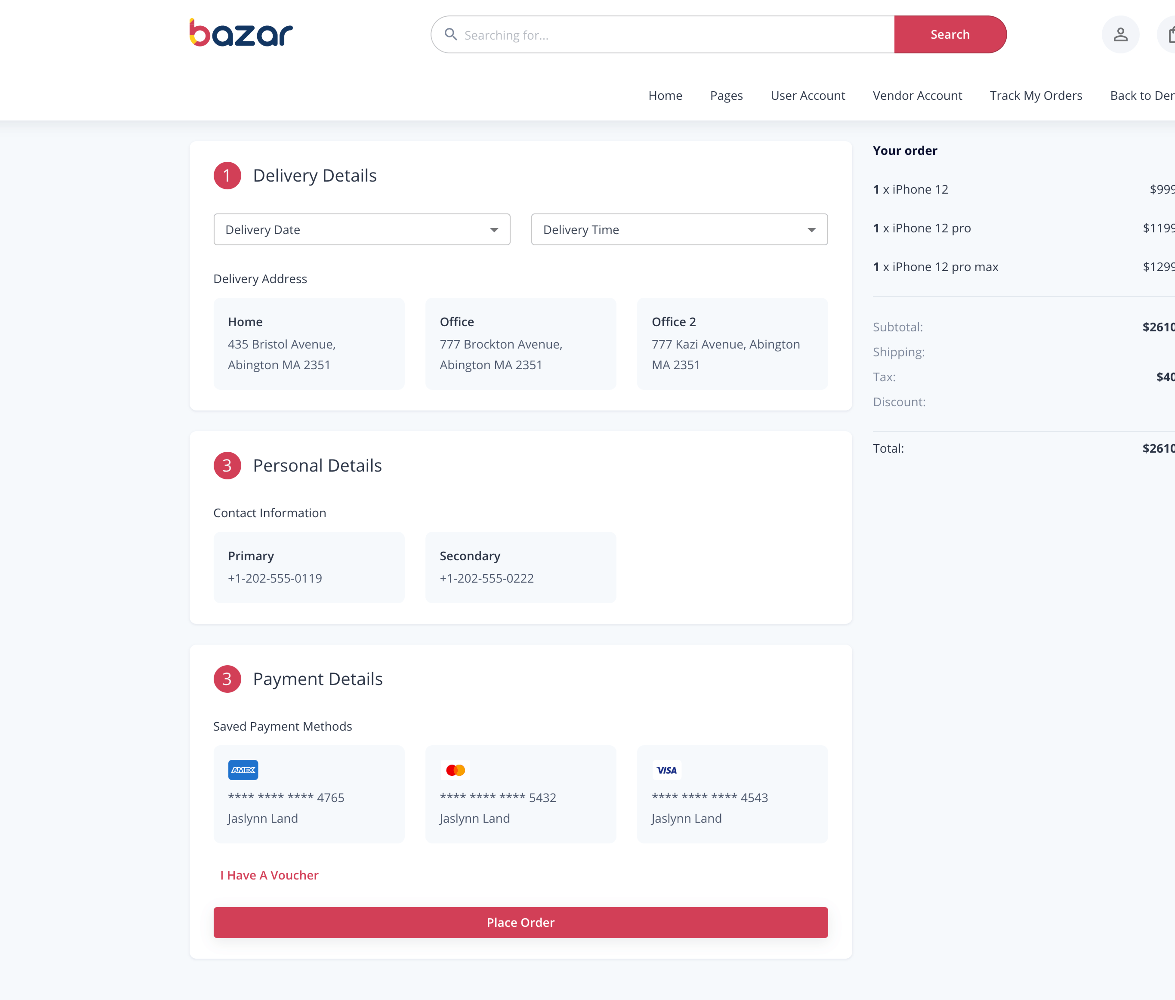 bazar
Searching for...
Search
Home Pages User Account Vendor Account Track My Orders Back to
1 Delivery Details
Delivery Date Delivery Time
Delivery Address
Home
435 Bristol Avenue,
Abington MA 2351
Office
777 Brockton Avenue,
Abington MA 2351
Office 2
777 Kazi Avenue, Abington
MA 2351
3 Personal Details
Contact Information
Primary
+1-202-555-0119
Secondary
+1-202-555-0222
3 Payment Details
Saved Payment Methods
AMEX
**** **** **** 4765
Jaslynn Land
**** **** **** 5432
Jaslynn Land
VISA
**** **** **** 4543
Jaslynn Land
I Have A Voucher
Place Order
Your order
1 x iPhone 12 $999
1 x iPhone 12 pro $1199
1 x iPhone 12 pro max $1299
Subtotal: $2610
Shipping:
Tax: $40
Discount:
Total: $2610